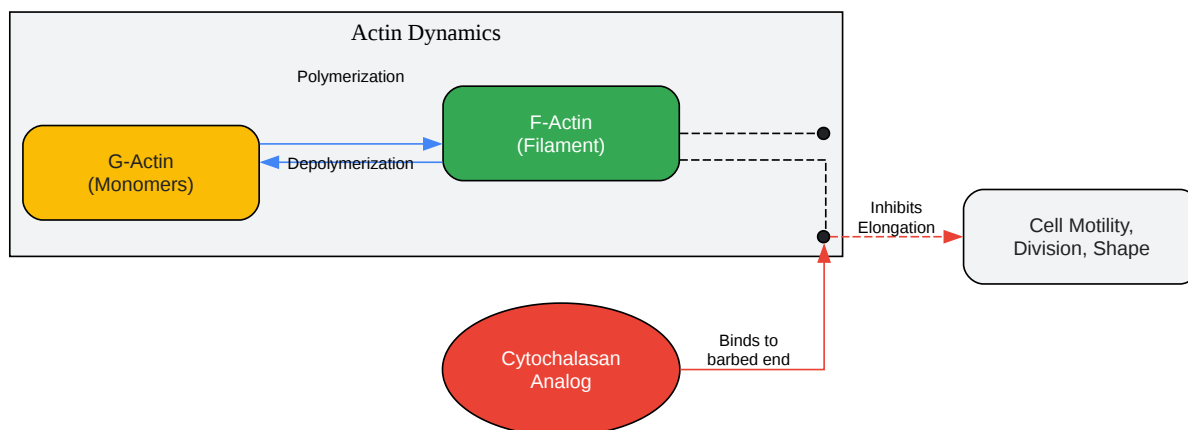 Actin Dynamics
Polymerization
F-Actin
(Filament)
G-Actin
(Monomers)
Depolymerization
Inhibits
Elongation
Cell Motility,
Division, Shape
Cytochalasan
Analog
Binds to
barbed end